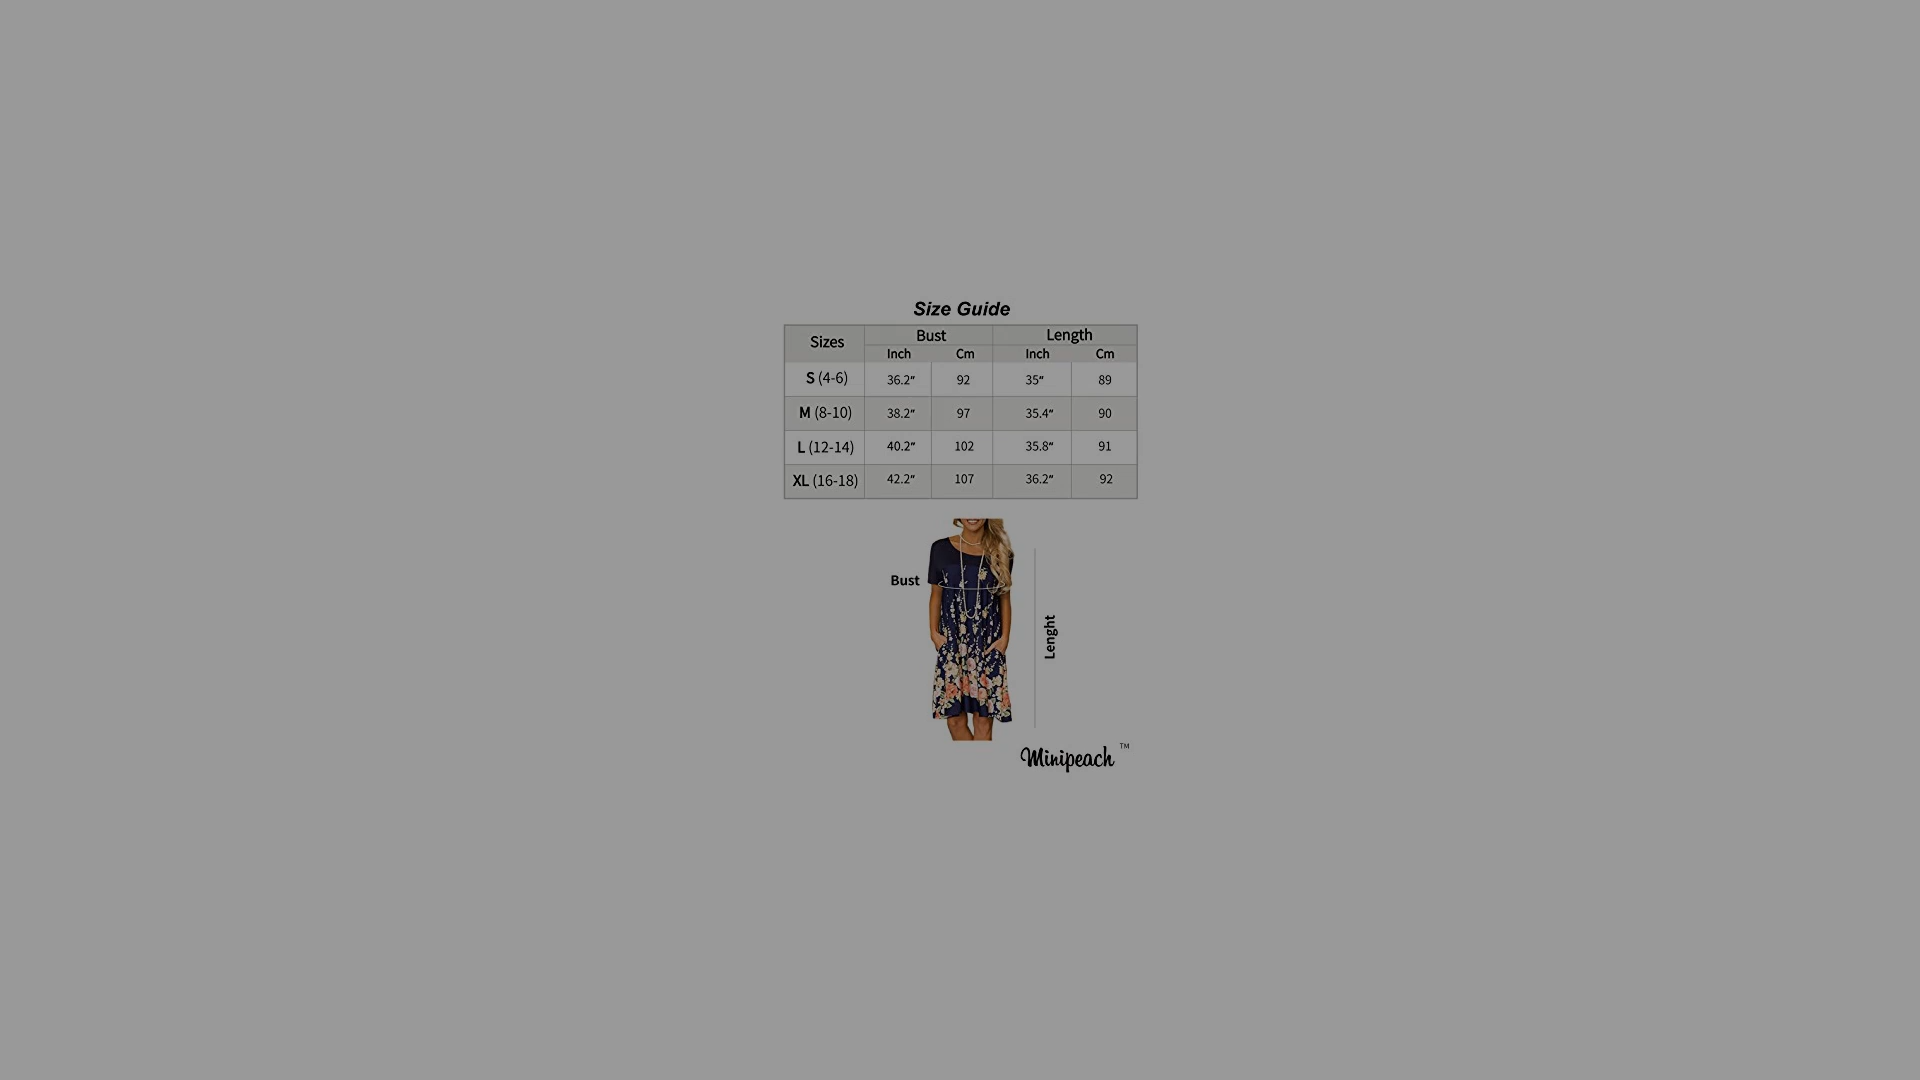 Size Guide
Sizes Bust Length
Inch Cm Inch Cm
S (4-6) 36.2" 92 35" 89
M (8-10) 38.2" 97 35.4" 90
L (12-14) 40.2" 102 35.8" 91
XL (16-18) 42.2" 107 36.2" 92
Bust
Lenght
Minipeach ™